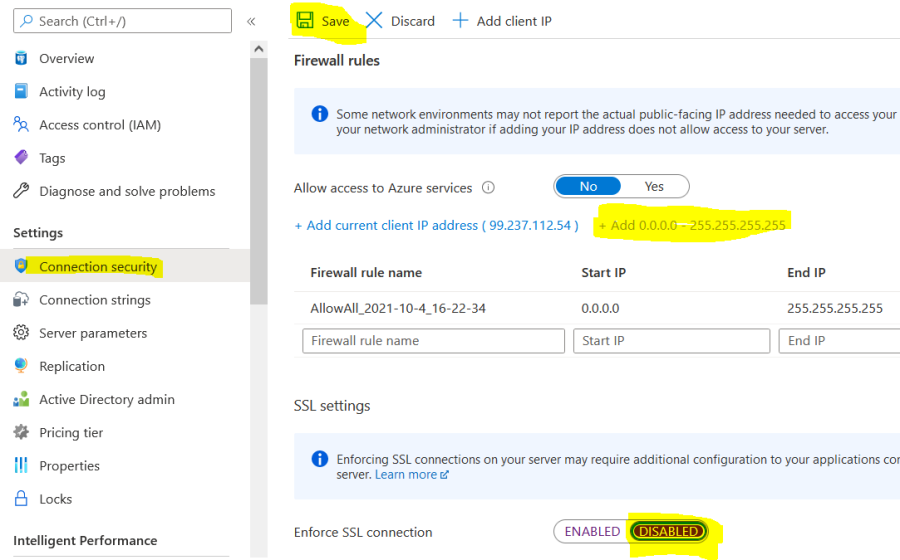 Search (Ctrl+/)
«
Overview
Activity log
Access control (IAM)
Tags
Diagnose and solve problems
Settings
Connection security
Connection strings
Server parameters
Replication
Active Directory admin
Pricing tier
Properties
Locks
Intelligent Performance
Save Discard + Add client IP
Firewall rules
Some network environments may not report the actual public-facing IP address needed to access your
your network administrator if adding your IP address does not allow access to your server.
Allow access to Azure services No Yes
+ Add current client IP address ( 99.237.112.54 ) + Add 0.0.0.0 - 255.255.255.255
Firewall rule name Start IP End IP
AllowAll_2021-10-4_16-22-34 0.0.0.0 255.255.255.255
Firewall rule name Start IP End IP
SSL settings
Enforcing SSL connections on your server may require additional configuration to your applications con
server. Learn more
Enforce SSL connection ENABLED DISABLED